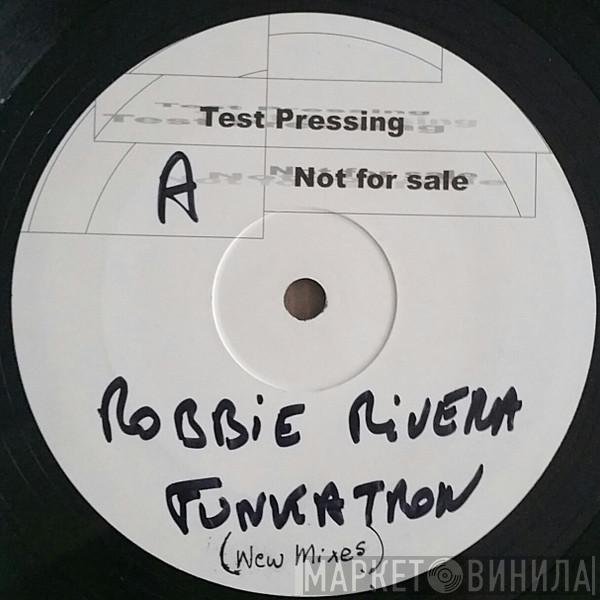 Test Pressing
A
Not for sale
ROBBIE RIVERA
FUNKATRON
(New Mixes)
МАРКЕТ ВИНИЛА